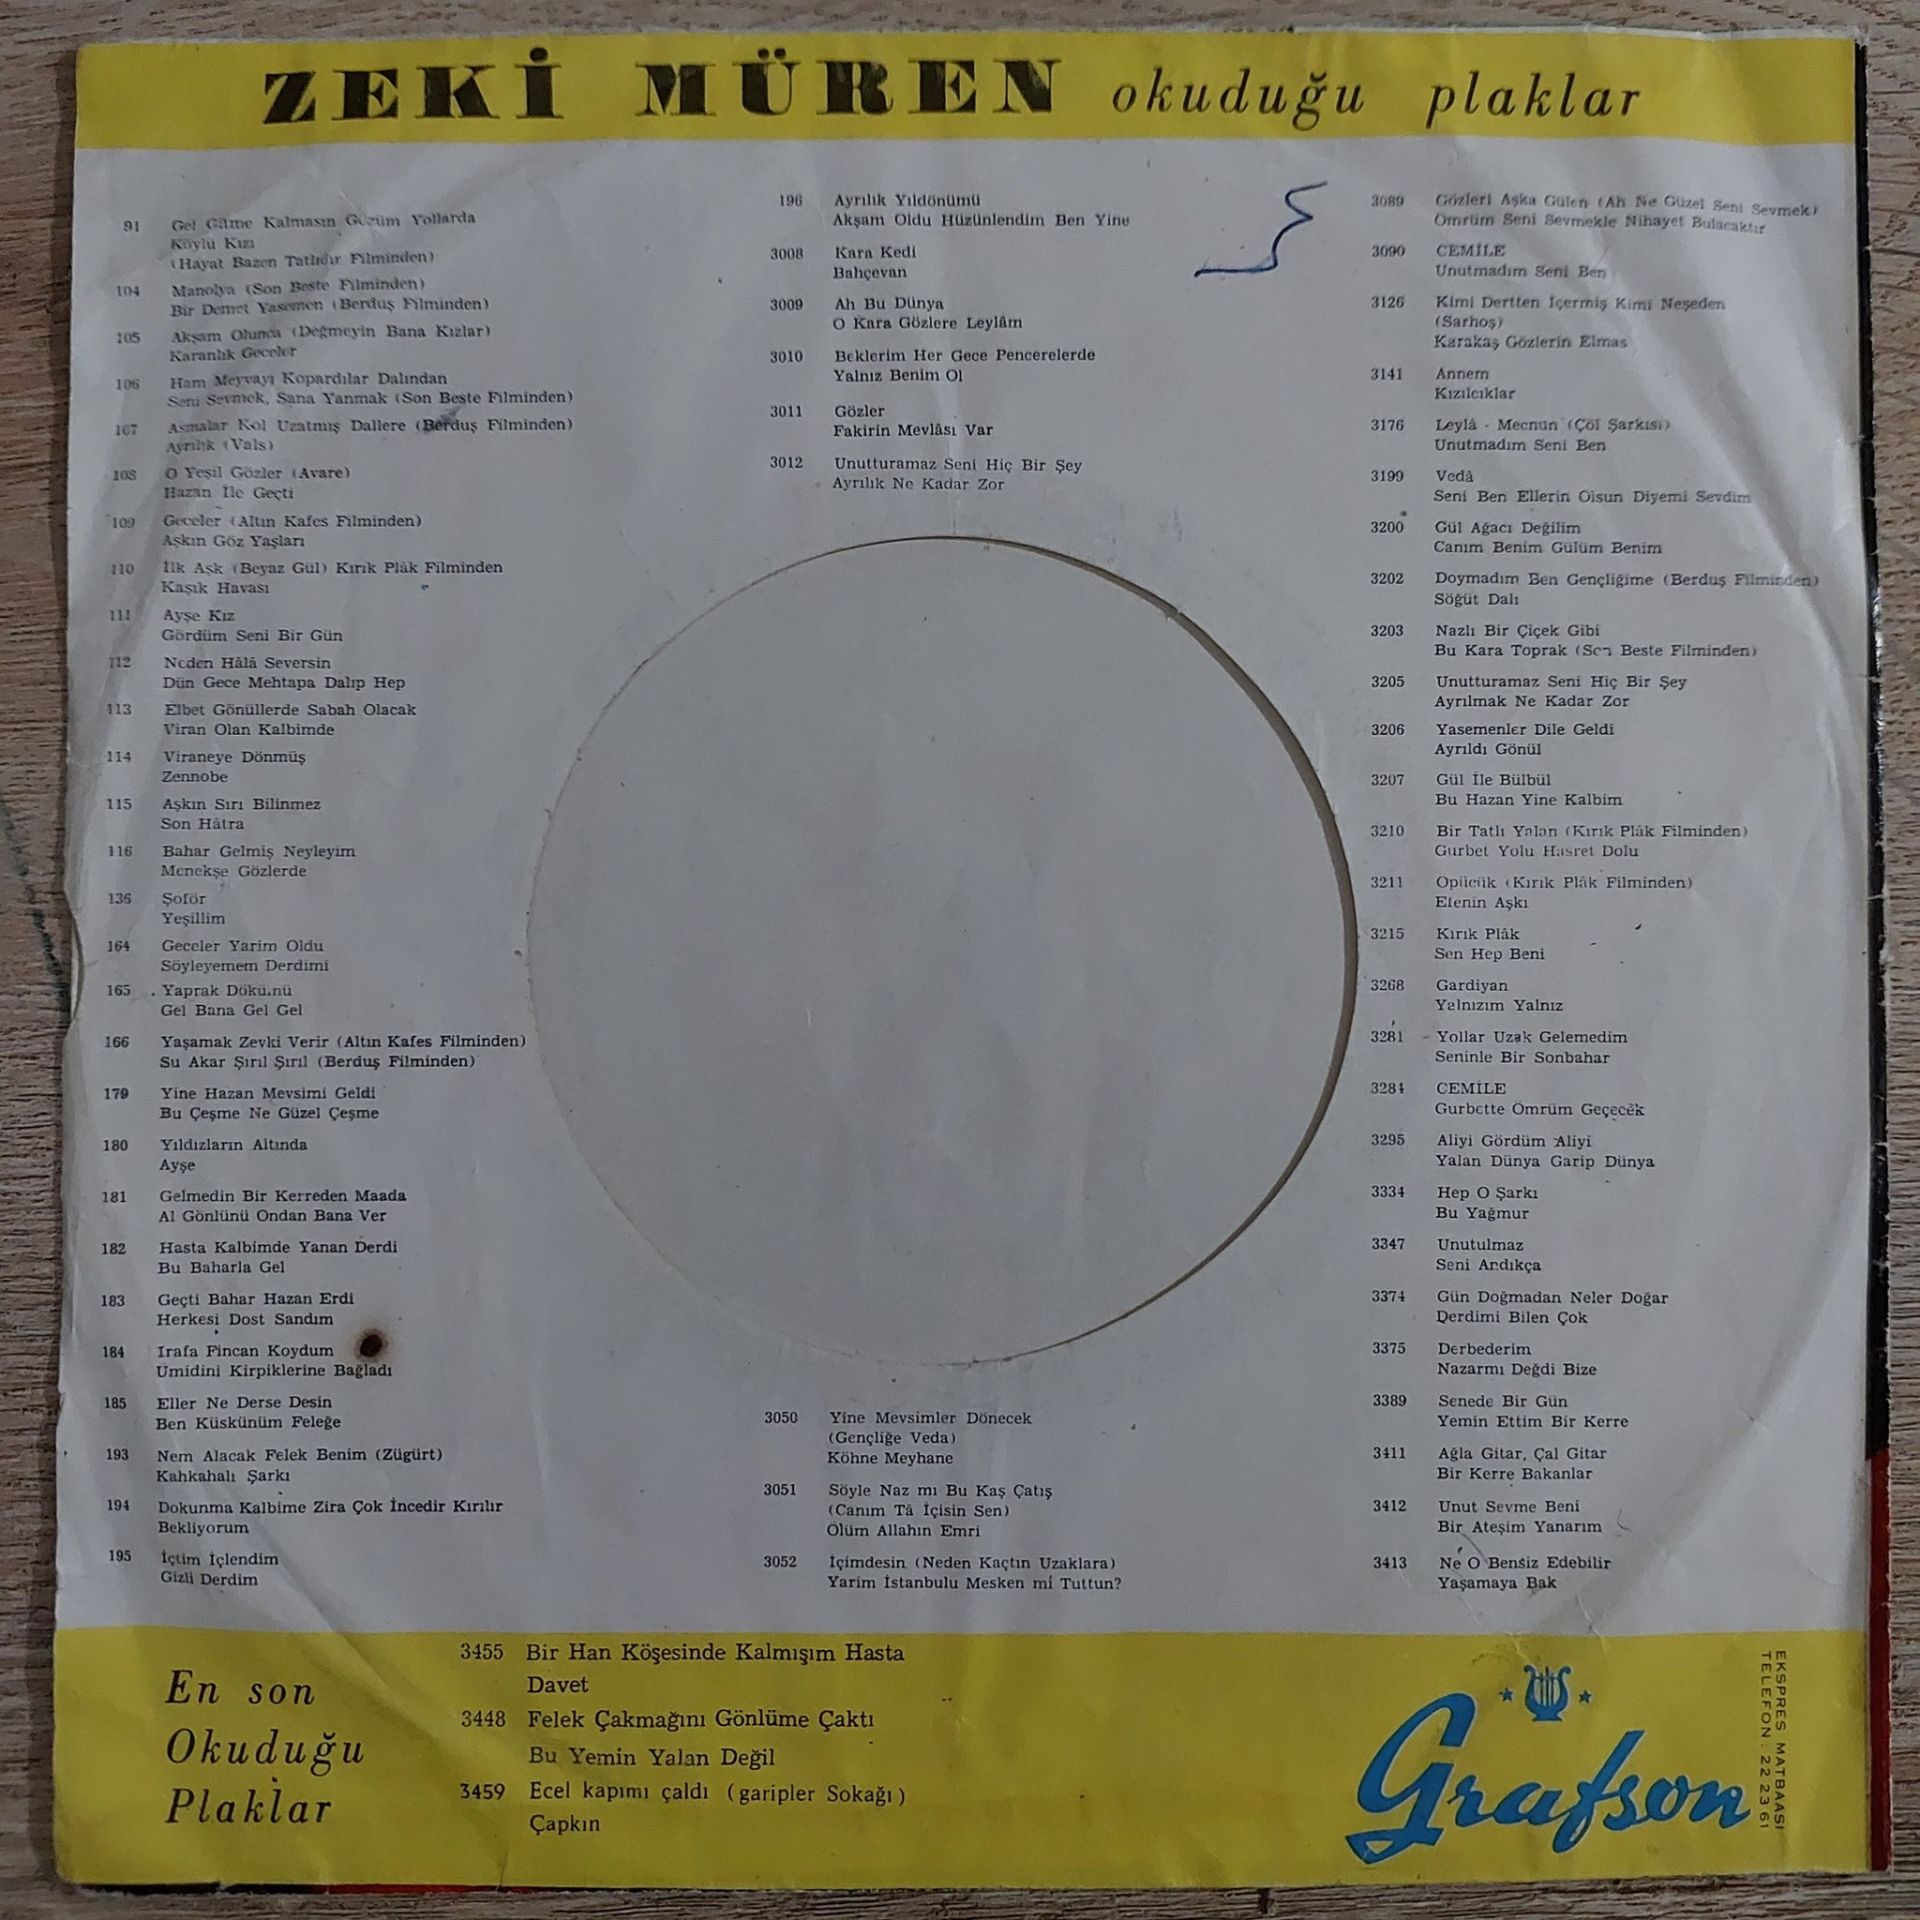 ZEKİ MÜREN okuduğu plaklar
91 Gel Gitme Kalmasın Gözüm Yollarda
Köylü Kızı
(Hayat Bazen Tatlıdır Filminden)
104 Manolya (Son Beste Filminden)
Bir Demet Yasemen (Berduş Filminden)
105 Akşam Olunca (Değmeyin Bana Kızlar)
Karanlık Geceler
106 Ham Meyvayı Kopardılar Dalından
Seni Sevmek, Sana Yanmak (Son Beste Filminden)
107 Asmalar Kol Uzatmış Dallere (Berduş Filminden)
Ayrılık (Vals)
108 O Yeşil Gözler (Avare)
Hazan İle Geçti
109 Geceler (Altın Kafes Filminden)
Aşkın Göz Yaşları
110 İlk Aşk (Beyaz Gül) Kırık Plâk Filminden
Kaşık Havası
111 Ayşe Kız
Gördüm Seni Bir Gün
112 Neden Hâlâ Seversin
Dün Gece Mehtapa Dalıp Hep
113 Elbet Gönüllerde Sabah Olacak
Viran Olan Kalbimde
114 Viraneye Dönmüş
Zennobe
115 Aşkın Sırı Bilinmez
Son Hâtra
116 Bahar Gelmiş Neyleyim
Menekşe Gözlerde
136 Şoför
Yeşillim
164 Geceler Yarim Oldu
Söyleyemem Derdimi
165 Yaprak Dökünü
Gel Bana Gel Gel
166 Yaşamak Zevki Verir (Altın Kafes Filminden)
Su Akar Şırıl Şırıl (Berduş Filminden)
179 Yine Hazan Mevsimi Geldi
Bu Çeşme Ne Güzel Çeşme
180 Yıldızların Altında
Ayşe
181 Gelmedin Bir Kerreden Maada
Al Gönlünü Ondan Bana Ver
182 Hasta Kalbimde Yanan Derdi
Bu Baharla Gel
183 Geçti Bahar Hazan Erdi
Herkesi Dost Sandım
184 Irafa Fincan Koydum
Umidini Kirpiklerine Bağladı
185 Eller Ne Derse Desin
Ben Küskünüm Feleğe
193 Nem Alacak Felek Benim (Zügürt)
Kahkahalı Şarkı
194 Dokunma Kalbime Zira Çok İncedir Kırılır
Bekliyorum
195 İçtim İçlendim
Gizli Derdim
196 Ayrılık Yıldönümü
Akşam Oldu Hüzünlendim Ben Yine
3008 Kara Kedi
Bahçevan
3009 Ah Bu Dünya
O Kara Gözlere Leylâm
3010 Beklerim Her Gece Pencerelerde
Yalnız Benim Ol
3011 Gözler
Fakirin Mevlâsı Var
3012 Unutturamaz Seni Hiç Bir Şey
Ayrılık Ne Kadar Zor
3050 Yine Mevsimler Dönecek
(Gençliğe Veda)
Köhne Meyhane
3051 Söyle Naz mı Bu Kaş Çatış
(Canım Tâ İçisin Sen)
Ölüm Allahın Emri
3052 İçimdesin (Neden Kaçtın Uzaklara)
Yarim İstanbulu Mesken mi Tuttun?
3089 Gözleri Aşka Gülen (Ah Ne Güzel Seni Sevmek)
Ömrüm Seni Sevmekle Nihayet Bulacaktır
3090 CEMİLE
Unutmadım Seni Ben
3126 Kimi Dertten İçermiş Kimi Neşeden
(Sarhoş)
Karakaş Gözlerin Elmas
3141 Annem
Kızılcıklar
3176 Leylâ - Mecnun (Çöl Şarkısı)
Unutmadım Seni Ben
3199 Vedâ
Seni Ben Ellerin Olsun Diyemi Sevdim
3200 Gül Ağacı Değilim
Canım Benim Gülüm Benim
3202 Doymadım Ben Gençliğime (Berduş Filminden)
Söğüt Dalı
3203 Nazlı Bir Çiçek Gibi
Bu Kara Toprak (Son Beste Filminden)
3205 Unutturamaz Seni Hiç Bir Şey
Ayrılmak Ne Kadar Zor
3206 Yasemenler Dile Geldi
Ayrıldı Gönül
3207 Gül İle Bülbül
Bu Hazan Yine Kalbim
3210 Bir Tatlı Yalan (Kırık Plâk Filminden)
Gurbet Yolu Hasret Dolu
3211 Öpücük (Kırık Plâk Filminden)
Efenin Aşkı
3215 Kırık Plâk
Sen Hep Beni
3268 Gardiyan
Yalnızım Yalnız
3281 Yollar Uzak Gelemedim
Seninle Bir Sonbahar
3284 CEMİLE
Gurbette Ömrüm Geçecek
3295 Aliyi Gördüm Aliyi
Yalan Dünya Garip Dünya
3334 Hep O Şarkı
Bu Yağmur
3347 Unutulmaz
Seni Andıkça
3374 Gün Doğmadan Neler Doğar
Derdimi Bilen Çok
3375 Derbederim
Nazarmı Değdi Bize
3389 Senede Bir Gün
Yemin Ettim Bir Kerre
3411 Ağla Gitar, Çal Gitar
Bir Kerre Bakanlar
3412 Unut Sevme Beni
Bir Ateşim Yanarım
3413 Ne O Bensiz Edebilir
Yaşamaya Bak
En son
Okuduğu
Plaklar
3455 Bir Han Köşesinde Kalmışım Hasta
Davet
3448 Felek Çakmağını Gönlüme Çaktı
Bu Yemin Yalan Değil
3459 Ecel kapımı çaldı (garipler Sokağı)
Çapkın
Grafson
EKSPRES MATBAASI
TELEFON : 22 23 61